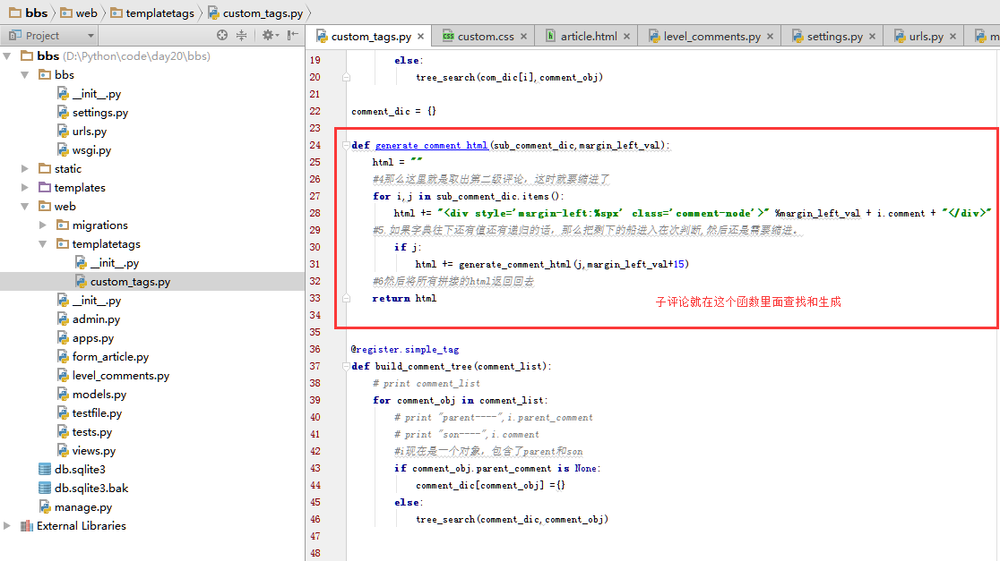 bbs web templatetags custom_tags.py
Project
custom_tags.py custom.css article.html level_comments.py settings.py urls.py m
bbs (D:\Python\code\day20\bbs)
bbs
__init__.py
settings.py
urls.py
wsgi.py
static
templates
web
migrations
templatetags
__init__.py
custom_tags.py
__init__.py
admin.py
apps.py
form_article.py
level_comments.py
models.py
testfile.py
tests.py
views.py
db.sqlite3
db.sqlite3.bak
manage.py
External Libraries
19 else:
20 tree_search(com_dic[i],comment_obj)
21
22 comment_dic = {}
23
24 def generate_comment_html(sub_comment_dic,margin_left_val):
25 html = ""
26 #4那么这里就是取出第二级评论，这时就要缩进了
27 for i,j in sub_comment_dic.items():
28 html += "<div style='margin-left:%spx' class='comment-node'>" %margin_left_val + i.comment + "</div>"
29 #5.如果字典往下还有值还有递归的话，那么把剩下的船进入在次判断,然后还是需要缩进。
30 if j:
31 html += generate_comment_html(j,margin_left_val+15)
32 #6然后将所有拼接的html返回回去
33 return html
子评论就在这个函数里面查找和生成
34
35
36 @register.simple_tag
37 def build_comment_tree(comment_list):
38 # print comment_list
39 for comment_obj in comment_list:
40 # print "parent----",i.parent_comment
41 # print "son----",i.comment
42 #i现在是一个对象，包含了parent和son
43 if comment_obj.parent_comment is None:
44 comment_dic[comment_obj] ={}
45 else:
46 tree_search(comment_dic,comment_obj)
47
48